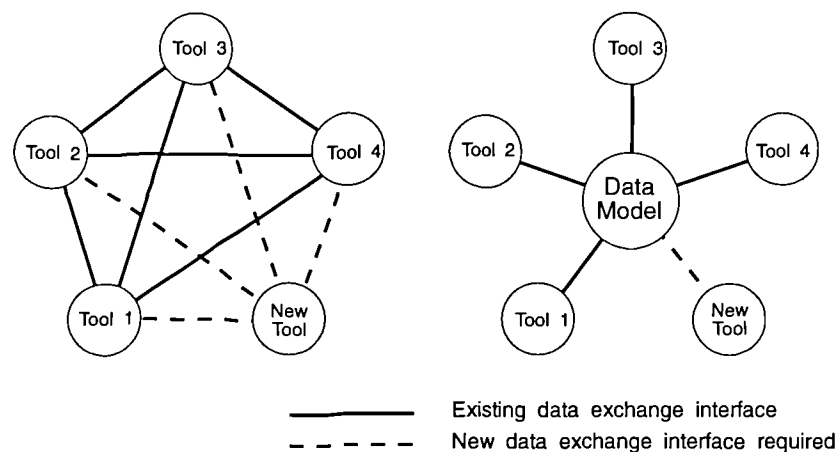 Tool 3
Tool 2
Tool 4
Tool 1
New
Tool
Tool 3
Tool 2
Tool 4
Data
Model
Tool 1
New
Tool
Existing data exchange interface
New data exchange interface required